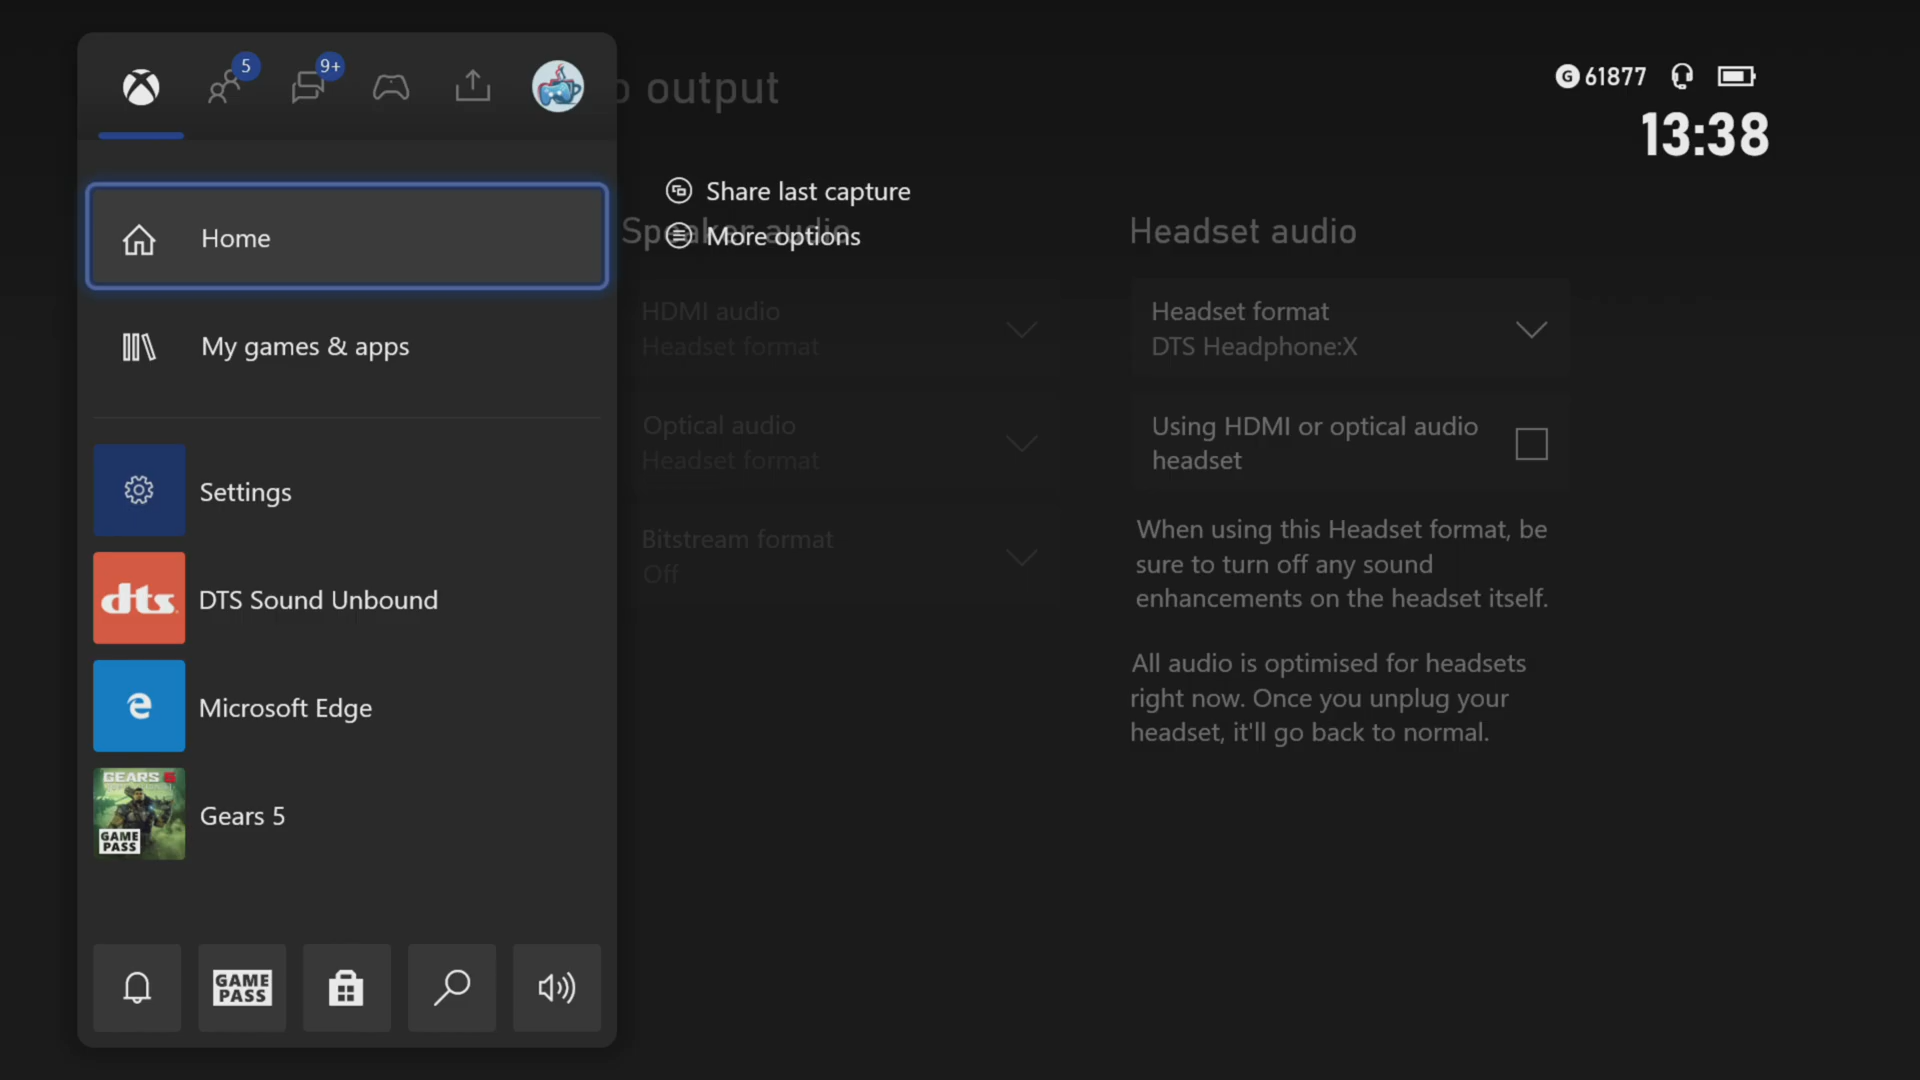 5
9+
o output
G 61877
13:38
Share last capture
More options
Home
My games & apps
Settings
dts
DTS Sound Unbound
Microsoft Edge
GEARS 5
GAME
PASS
Gears 5
GAME
PASS
Speaker audio
HDMI audio
Headset format
Optical audio
Headset format
Bitstream format
Off
Headset audio
Headset format
DTS Headphone:X
Using HDMI or optical audio
headset
When using this Headset format, be
sure to turn off any sound
enhancements on the headset itself.
All audio is optimised for headsets
right now. Once you unplug your
headset, it'll go back to normal.